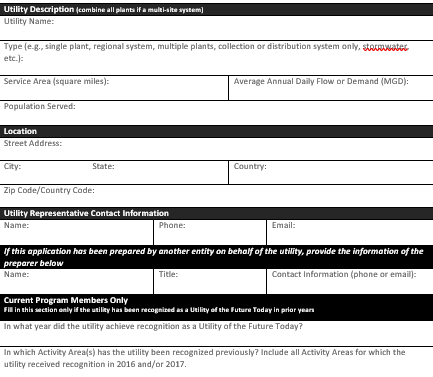 Utility Description (combine all plants if a multi-site system)
Utility Name:
Type (e.g., single plant, regional system, multiple plants, collection or distribution system only, stormwater,
etc.):
Service Area (square miles): Average Annual Daily Flow or Demand (MGD):
Population Served:
Location
Street Address:
City: State: Country:
Zip Code/Country Code:
Utility Representative Contact Information
Name: Phone: Email:
If this application has been prepared by another entity on behalf of the utility, provide the information of the
preparer below
Name: Title: Contact Information (phone or email):
Current Program Members Only
Fill in this section only if the utility has been recognized as a Utility of the Future Today in prior years
In what year did the utility achieve recognition as a Utility of the Future Today?
In which Activity Area(s) has the utility been recognized previously? Include all Activity Areas for which the
utility received recognition in 2016 and/or 2017.